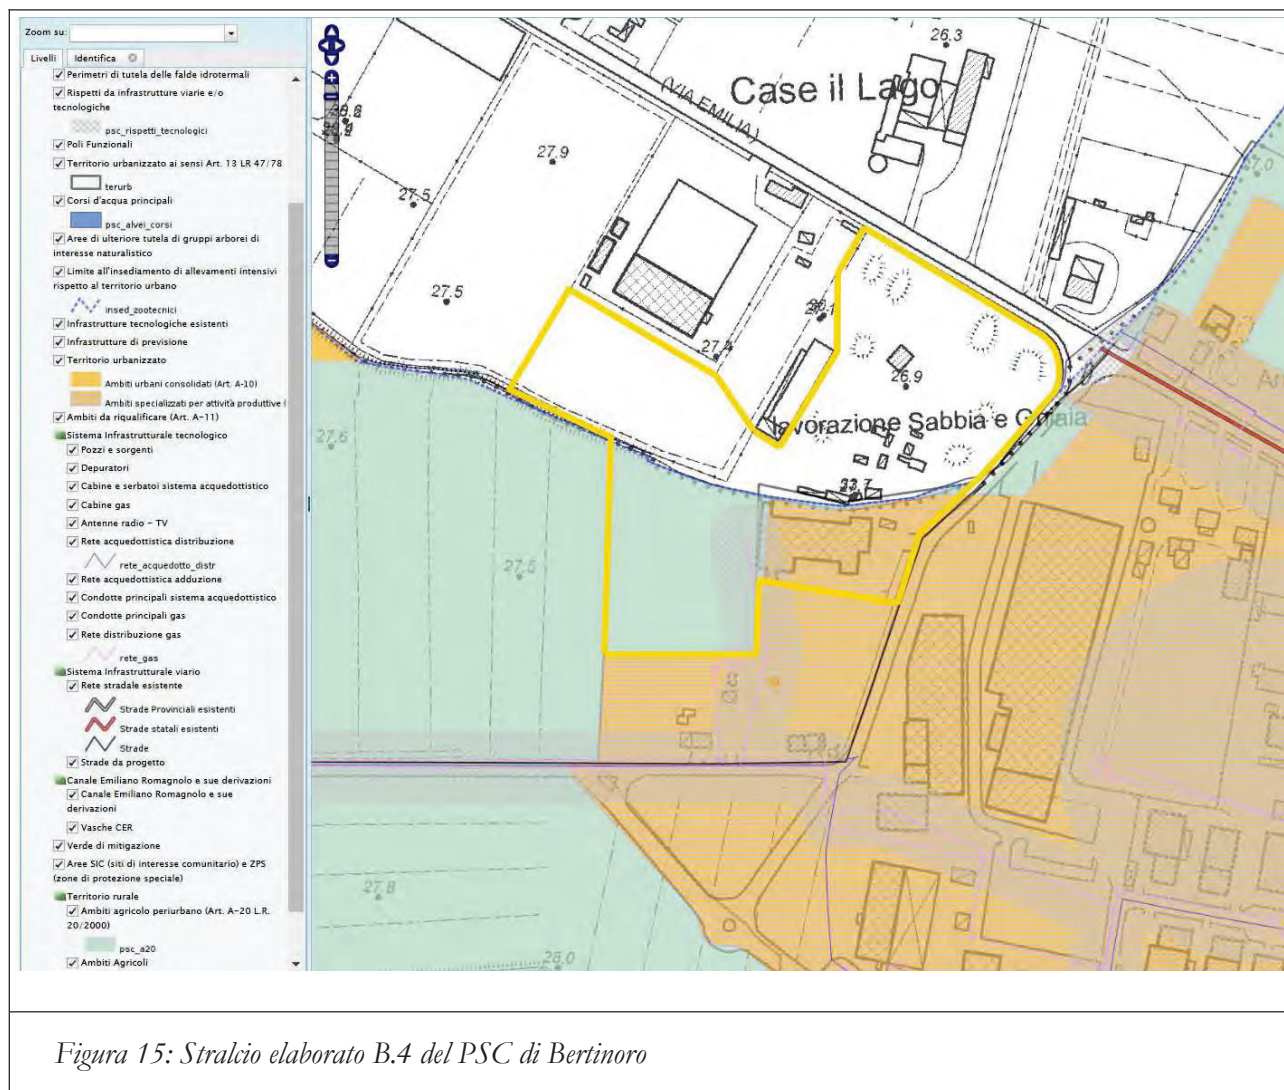 Zoom su:
Livelli
Identifica
Perimetri di tutela delle falde idrotermali
Rispetti da infrastrutture viarie e/o
tecnologiche
psc_rispetti_tecnologici
Poli Funzionali
Territorio urbanizzato ai sensi Art. 13 LR 47/78
terurb
Corsi d'acqua principali
psc_alvei_corsi
Aree di ulteriore tutela di gruppi arborei di
interesse naturalistico
Limite all'insediamento di allevamenti intensivi
rispetto al territorio urbano
insed_zootecnici
Infrastrutture tecnologiche esistenti
Infrastrutture di previsione
Territorio urbanizzato
Ambiti urbani consolidati (Art. A-10)
Ambiti specializzati per attività produttive (
Ambiti da riqualificare (Art. A-11)
Sistema Infrastrutturale tecnologico
Pozzi e sorgenti
Depuratori
Cabine e serbatoi sistema acquedottistico
Cabine gas
Antenne radio - TV
Rete acquedottistica distribuzione
rete_acquedotto_distr
Rete acquedottistica adduzione
Condotte principali sistema acquedottistico
Condotte principali gas
Rete distribuzione gas
rete_gas
Sistema Infrastrutturale viario
Rete stradale esistente
Strade Provinciali esistenti
Strade statali esistenti
Strade
Strade da progetto
Canale Emiliano Romagnolo e sue derivazioni
Canale Emiliano Romagnolo e sue
derivazioni
Vasche CER
Verde di mitigazione
Aree SIC (siti di interesse comunitario) e ZPS
(zone di protezione speciale)
Territorio rurale
Ambiti agricolo periurbano (Art. A-20 L.R.
20/2000)
psc_a20
Ambiti Agricoli
26.3
Case il Lago
(VIA EMILIA)
27.9
27.5
27.0
27.5
27.4
26.9
lavorazione Sabbia e Ghiaia
27.6
27.5
27.8
28.0
Figura 15: Stralcio elaborato B.4 del PSC di Bertinoro